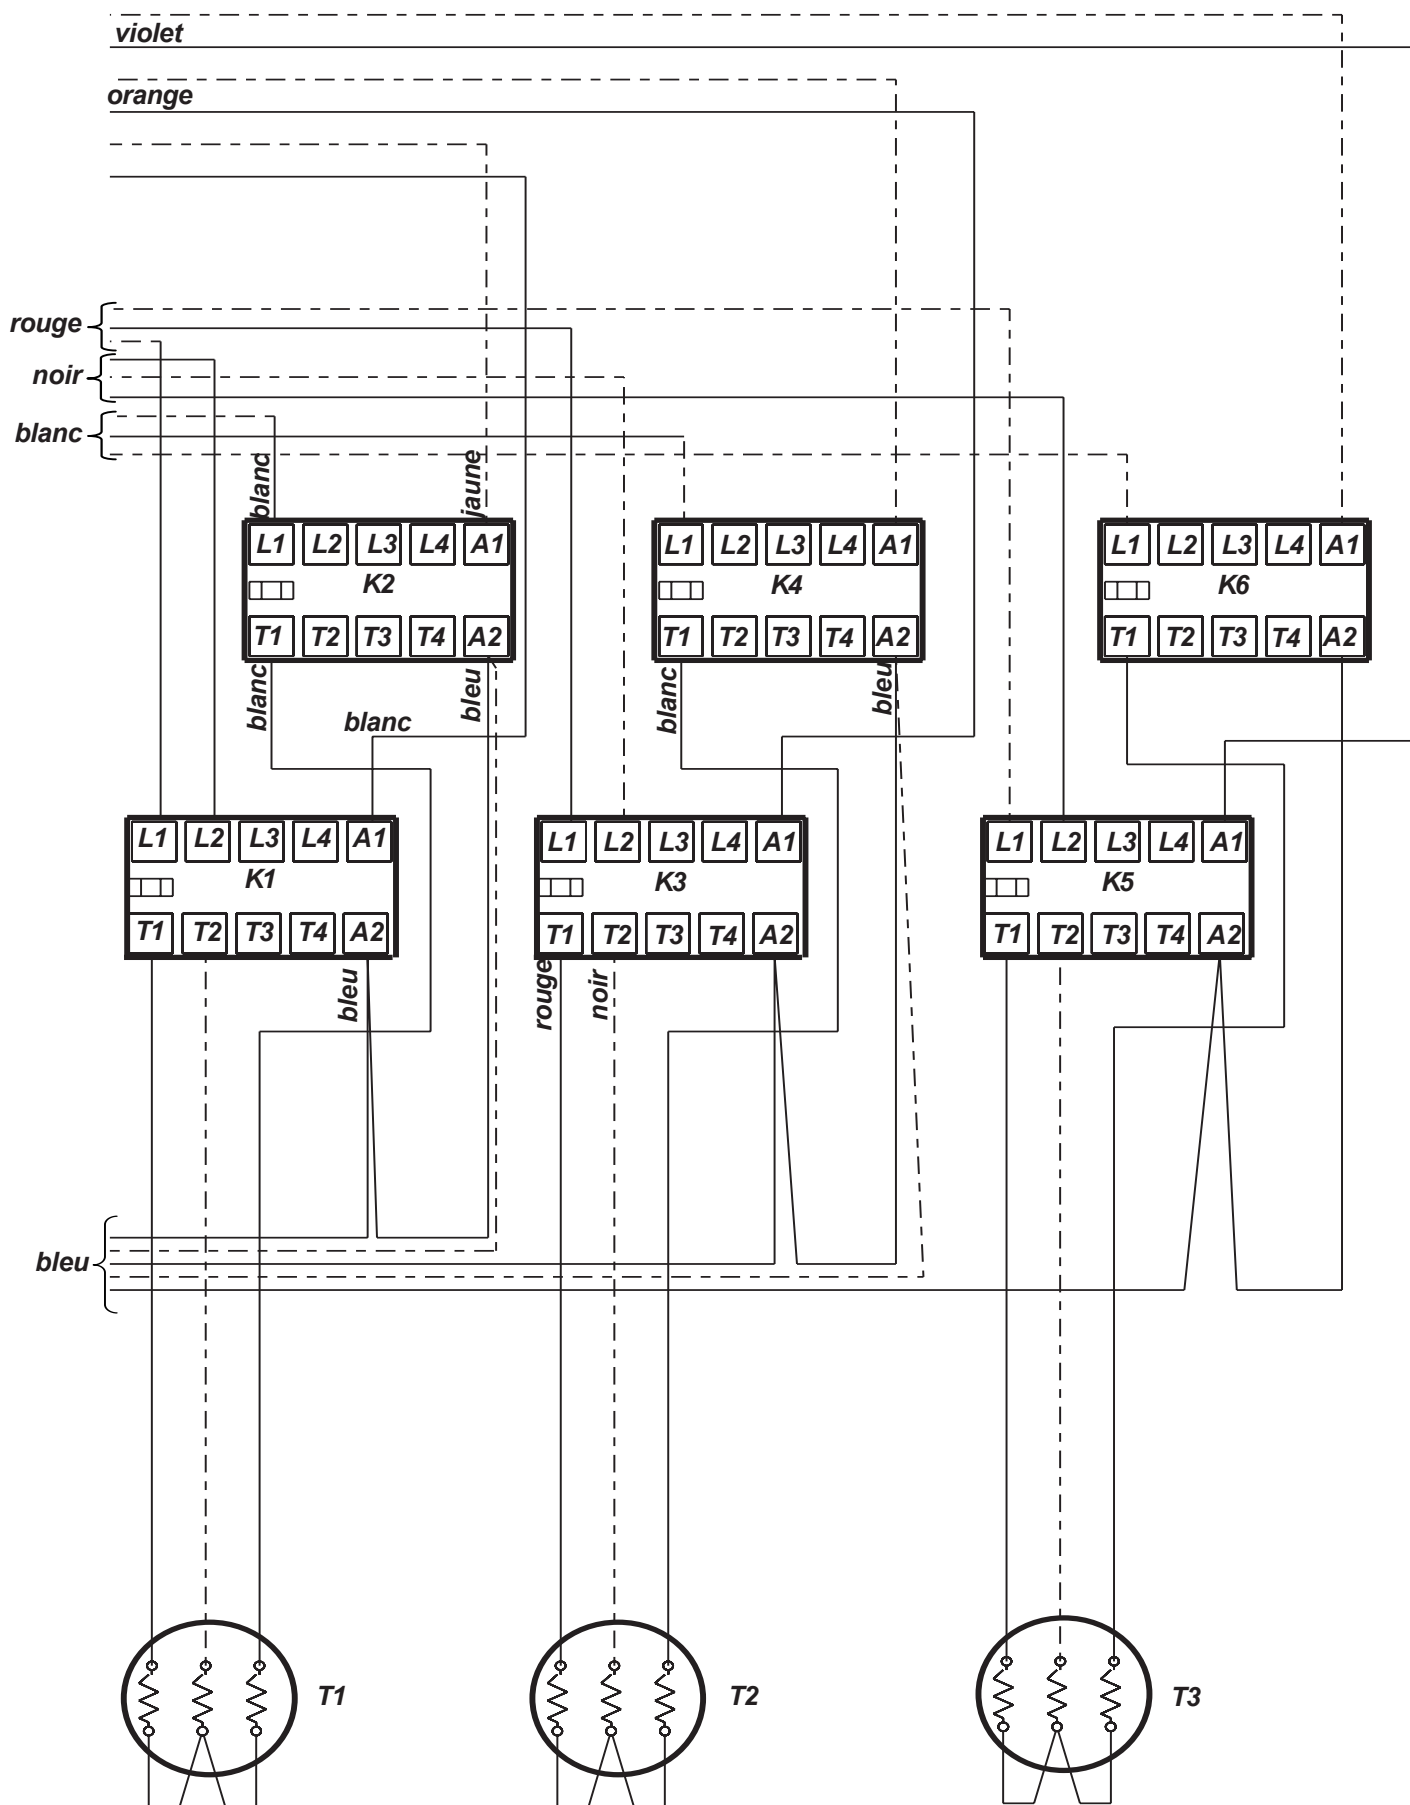 violet
orange
rouge
noir
blanc
blanc
jaune
L1 L2 L3 L4 A1
K2
T1 T2 T3 T4 A2
L1 L2 L3 L4 A1
K4
T1 T2 T3 T4 A2
L1 L2 L3 L4 A1
K6
T1 T2 T3 T4 A2
blanc
blanc
bleu
blanc
bleu
L1 L2 L3 L4 A1
K1
T1 T2 T3 T4 A2
L1 L2 L3 L4 A1
K3
T1 T2 T3 T4 A2
L1 L2 L3 L4 A1
K5
T1 T2 T3 T4 A2
bleu
rouge
noir
bleu
T1
T2
T3